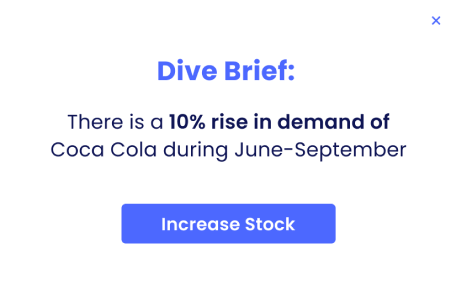 Dive Brief:
There is a 10% rise in demand of
Coca Cola during June-September
Increase Stock